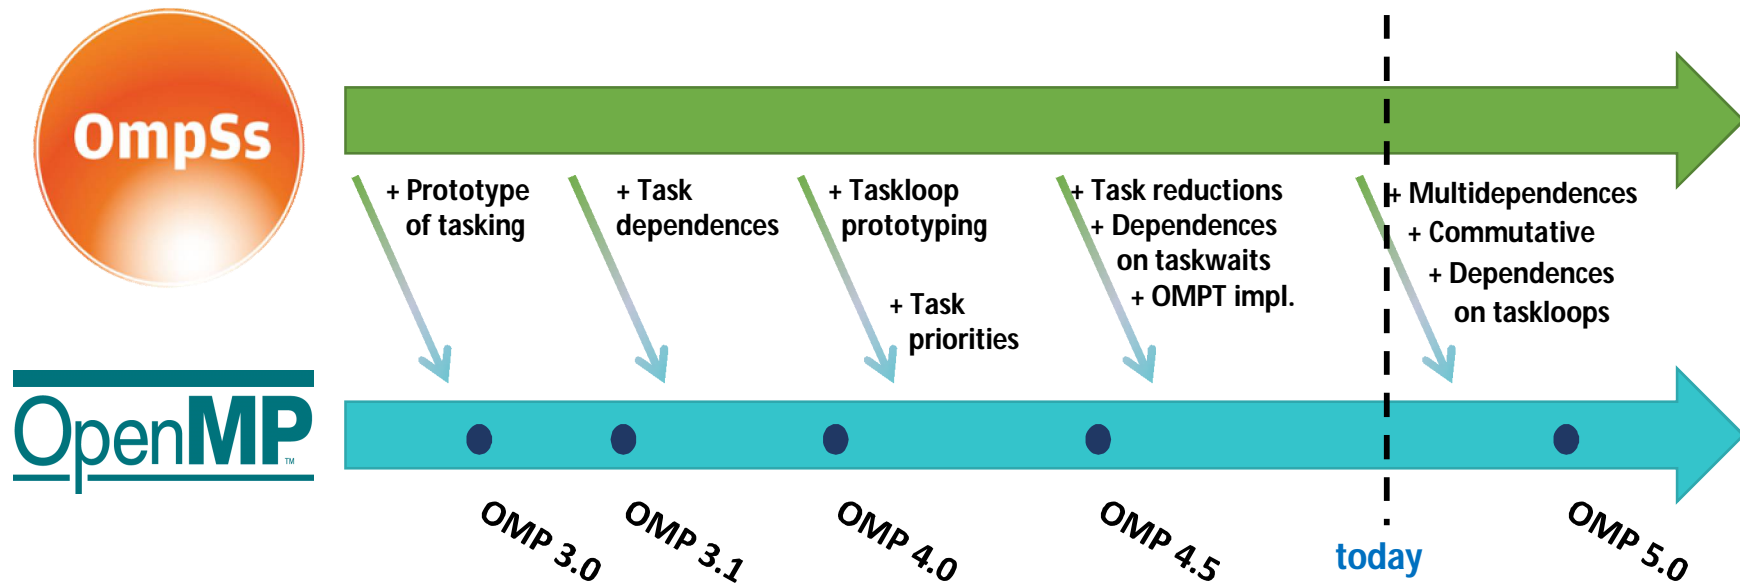 OmpSs
+ Prototype
of tasking
+ Task
dependences
+ Taskloop
prototyping
+ Task
priorities
+ Task reductions
+ Dependences
on taskwaits
+ OMPT impl.
+ Multidependences
+ Commutative
+ Dependences
on taskloops
OpenMP™
OMP 3.0
OMP 3.1
OMP 4.0
OMP 4.5
today
OMP 5.0